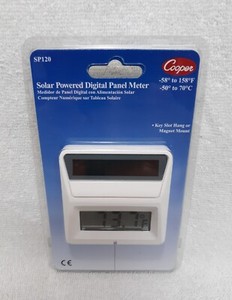 SP120
Cooper
Solar Powered Digital Panel Meter
Medidor de Panel Digital con Alimentación Solar
Compteur Numérique sur Tableau Solaire
-58° to 158°F
-50° to 70°C
• Key Slot Hang or
Magnet Mount
CE